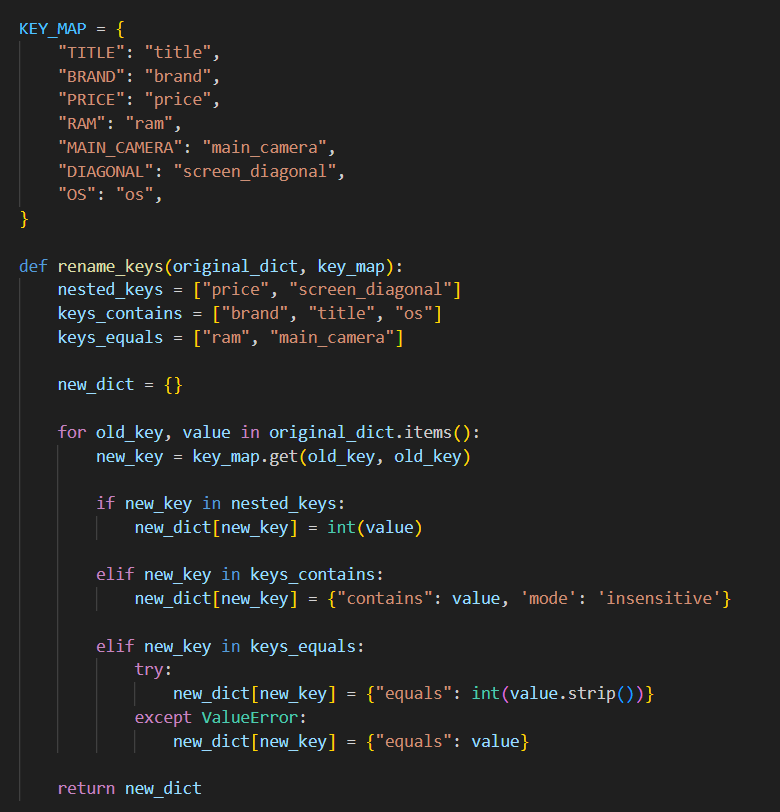 KEY_MAP = {
    "TITLE": "title",
    "BRAND": "brand",
    "PRICE": "price",
    "RAM": "ram",
    "MAIN_CAMERA": "main_camera",
    "DIAGONAL": "screen_diagonal",
    "OS": "os",
}

def rename_keys(original_dict, key_map):
    nested_keys = ["price", "screen_diagonal"]
    keys_contains = ["brand", "title", "os"]
    keys_equals = ["ram", "main_camera"]

    new_dict = {}

    for old_key, value in original_dict.items():
        new_key = key_map.get(old_key, old_key)

        if new_key in nested_keys:
            new_dict[new_key] = int(value)

        elif new_key in keys_contains:
            new_dict[new_key] = {"contains": value, 'mode': 'insensitive'}

        elif new_key in keys_equals:
            try:
                new_dict[new_key] = {"equals": int(value.strip())}
            except ValueError:
                new_dict[new_key] = {"equals": value}

    return new_dict